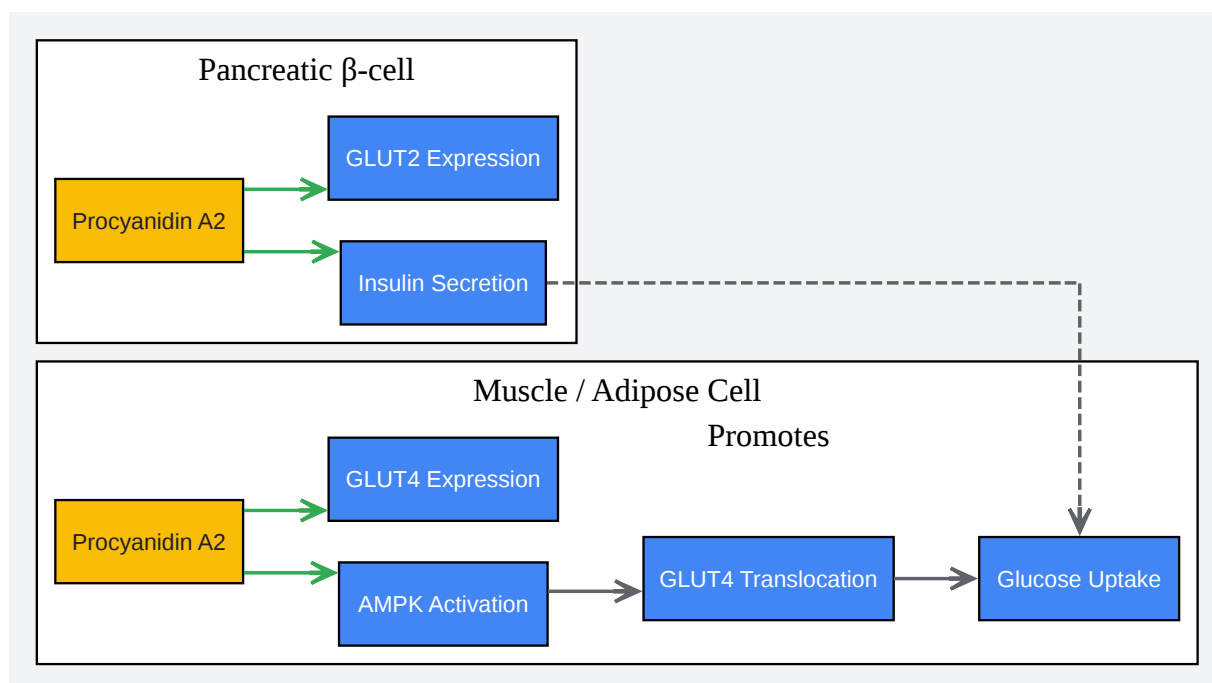 Pancreatic β-cell
GLUT2 Expression
Procyanidin A2
Insulin Secretion
Muscle / Adipose Cell
Promotes
GLUT4 Expression
Procyanidin A2
GLUT4 Translocation
Glucose Uptake
AMPK Activation